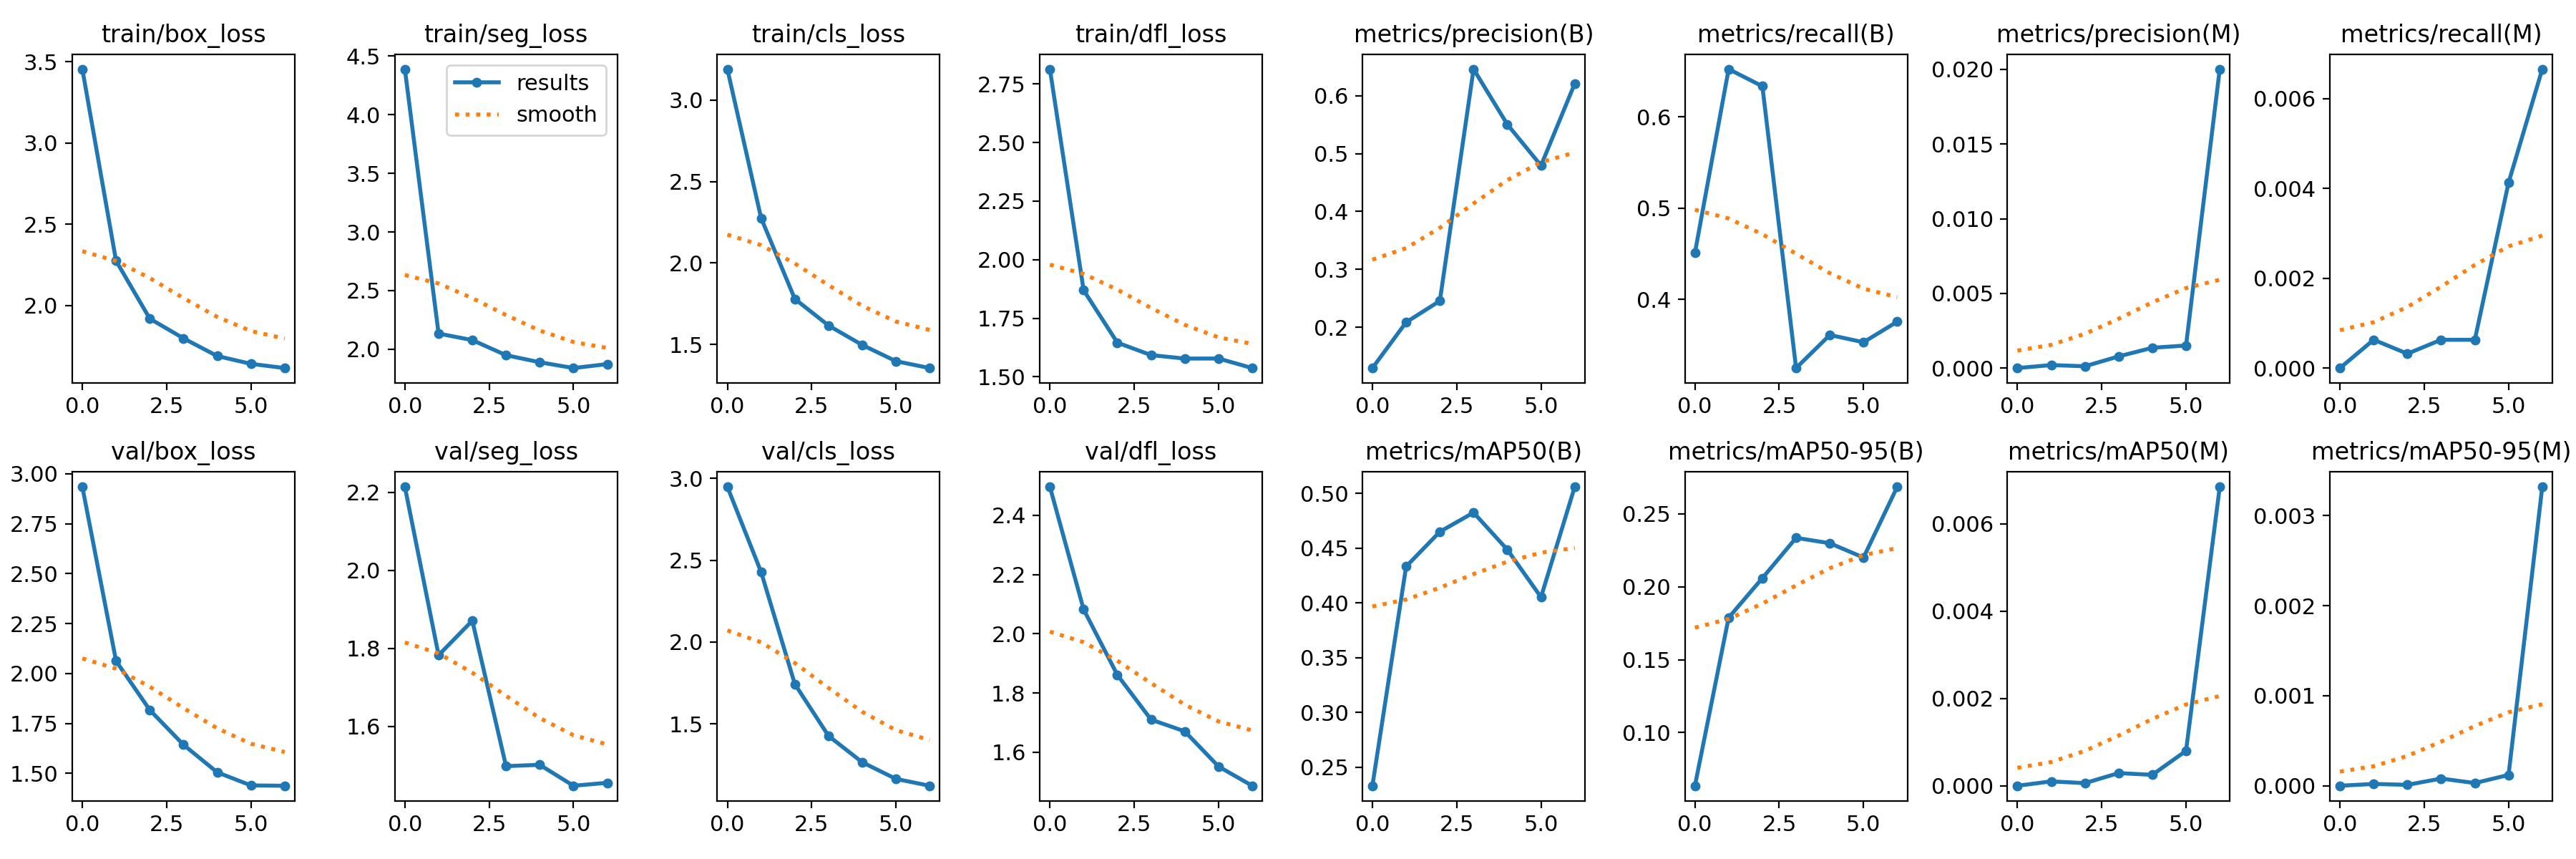 train/box_loss
3.5
3.0
2.5
2.0
0.0 2.5 5.0
train/seg_loss
results
smooth
4.5
4.0
3.5
3.0
2.5
2.0
0.0 2.5 5.0
train/cls_loss
3.0
2.5
2.0
1.5
0.0 2.5 5.0
train/dfl_loss
2.75
2.50
2.25
2.00
1.75
1.50
0.0 2.5 5.0
metrics/precision(B)
0.6
0.5
0.4
0.3
0.2
0.0 2.5 5.0
metrics/recall(B)
0.6
0.5
0.4
0.0 2.5 5.0
metrics/precision(M)
0.020
0.015
0.010
0.005
0.000
0.0 2.5 5.0
metrics/recall(M)
0.006
0.004
0.002
0.000
0.0 2.5 5.0
val/box_loss
3.00
2.75
2.50
2.25
2.00
1.75
1.50
0.0 2.5 5.0
val/seg_loss
2.2
2.0
1.8
1.6
0.0 2.5 5.0
val/cls_loss
3.0
2.5
2.0
1.5
0.0 2.5 5.0
val/dfl_loss
2.4
2.2
2.0
1.8
1.6
0.0 2.5 5.0
metrics/mAP50(B)
0.50
0.45
0.40
0.35
0.30
0.25
0.0 2.5 5.0
metrics/mAP50-95(B)
0.25
0.20
0.15
0.10
0.0 2.5 5.0
metrics/mAP50(M)
0.006
0.004
0.002
0.000
0.0 2.5 5.0
metrics/mAP50-95(M)
0.003
0.002
0.001
0.000
0.0 2.5 5.0